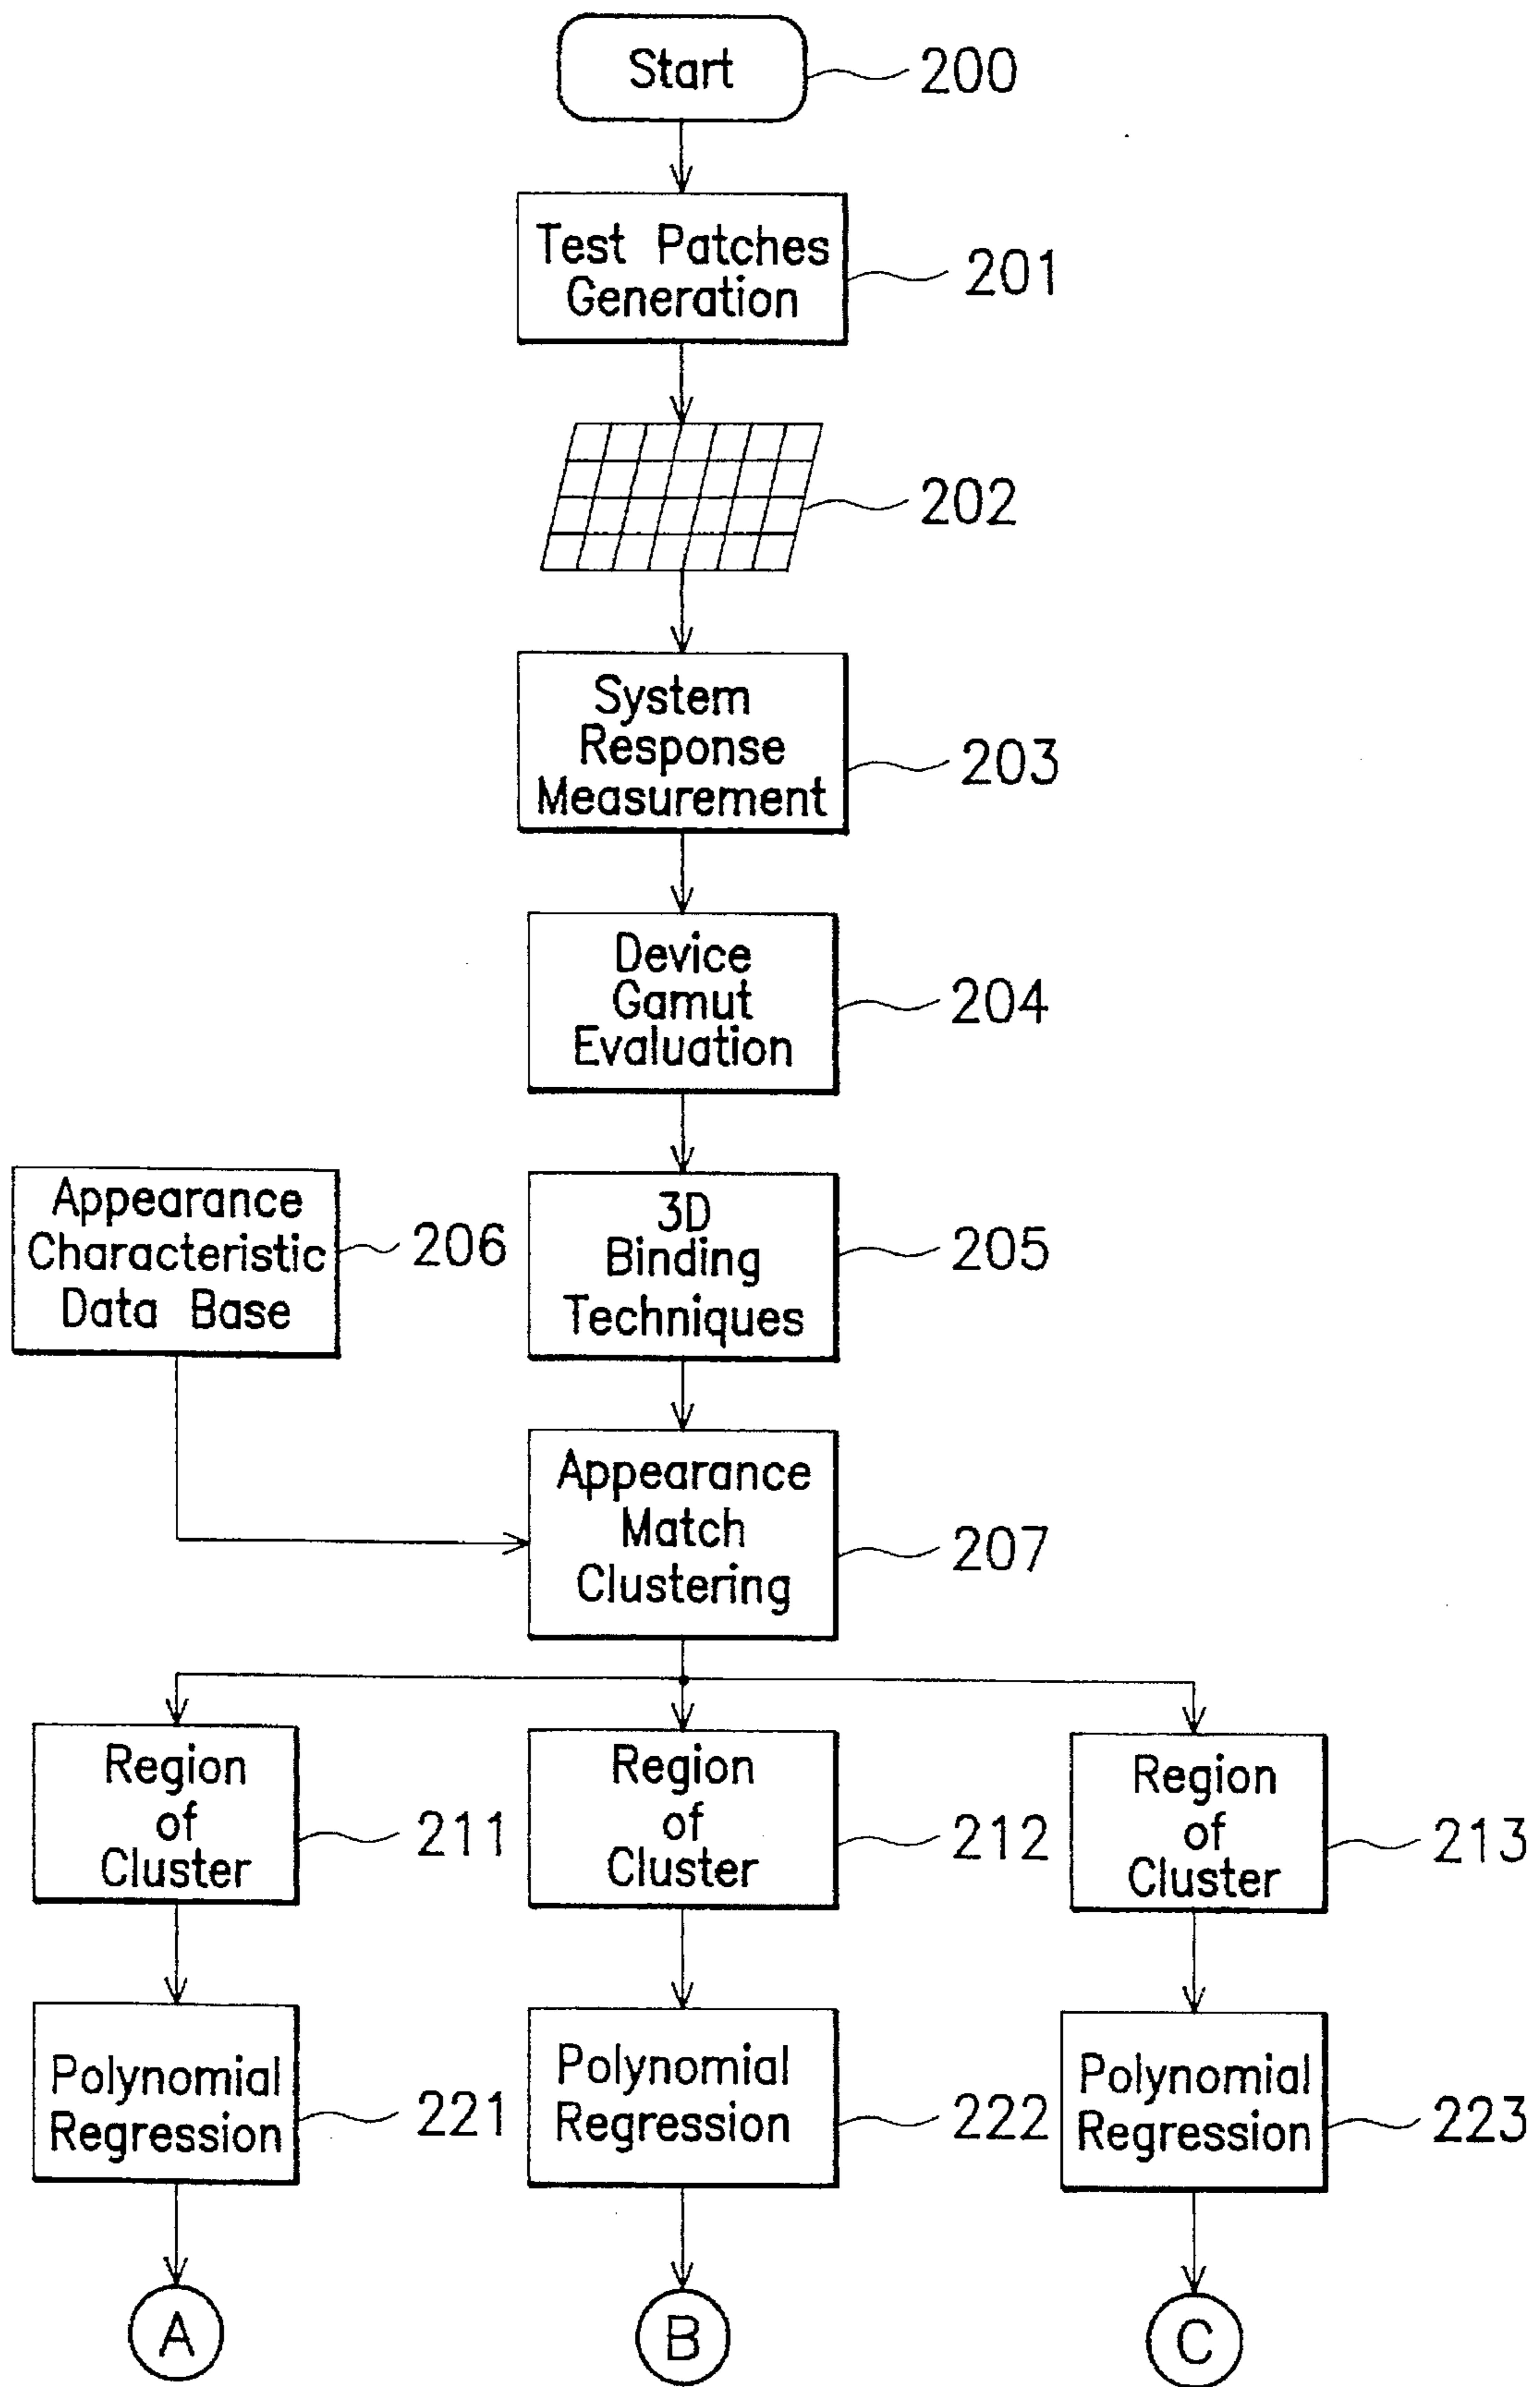 Start
200
Test Patches
Generation
201
202
System
Response
Measurement
203
Device
Gamut
Evaluation
204
3D
Binding
Techniques
205
Appearance
Characteristic
Data Base
206
Appearance
Match
Clustering
207
Region
of
Cluster
211
Region
of
Cluster
212
Region
of
Cluster
213
Polynomial
Regression
221
Polynomial
Regression
222
Polynomial
Regression
223
A
B
C